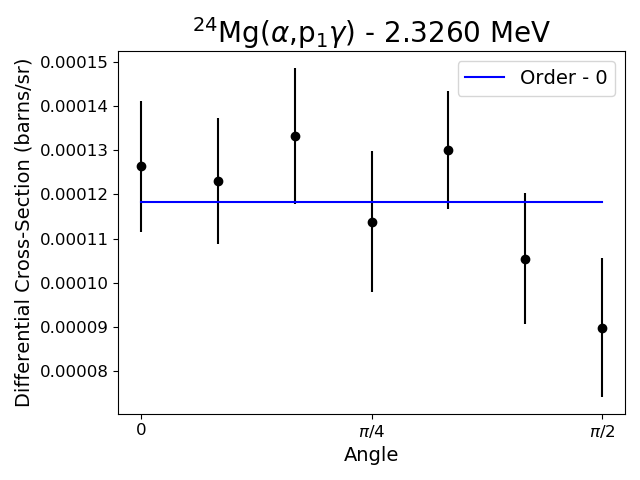 ²⁴Mg(α,p₁γ) - 2.3260 MeV
Order - 0
Differential Cross-Section (barns/sr)
0.00015
0.00014
0.00013
0.00012
0.00011
0.00010
0.00009
0.00008
0 π/4 π/2
Angle